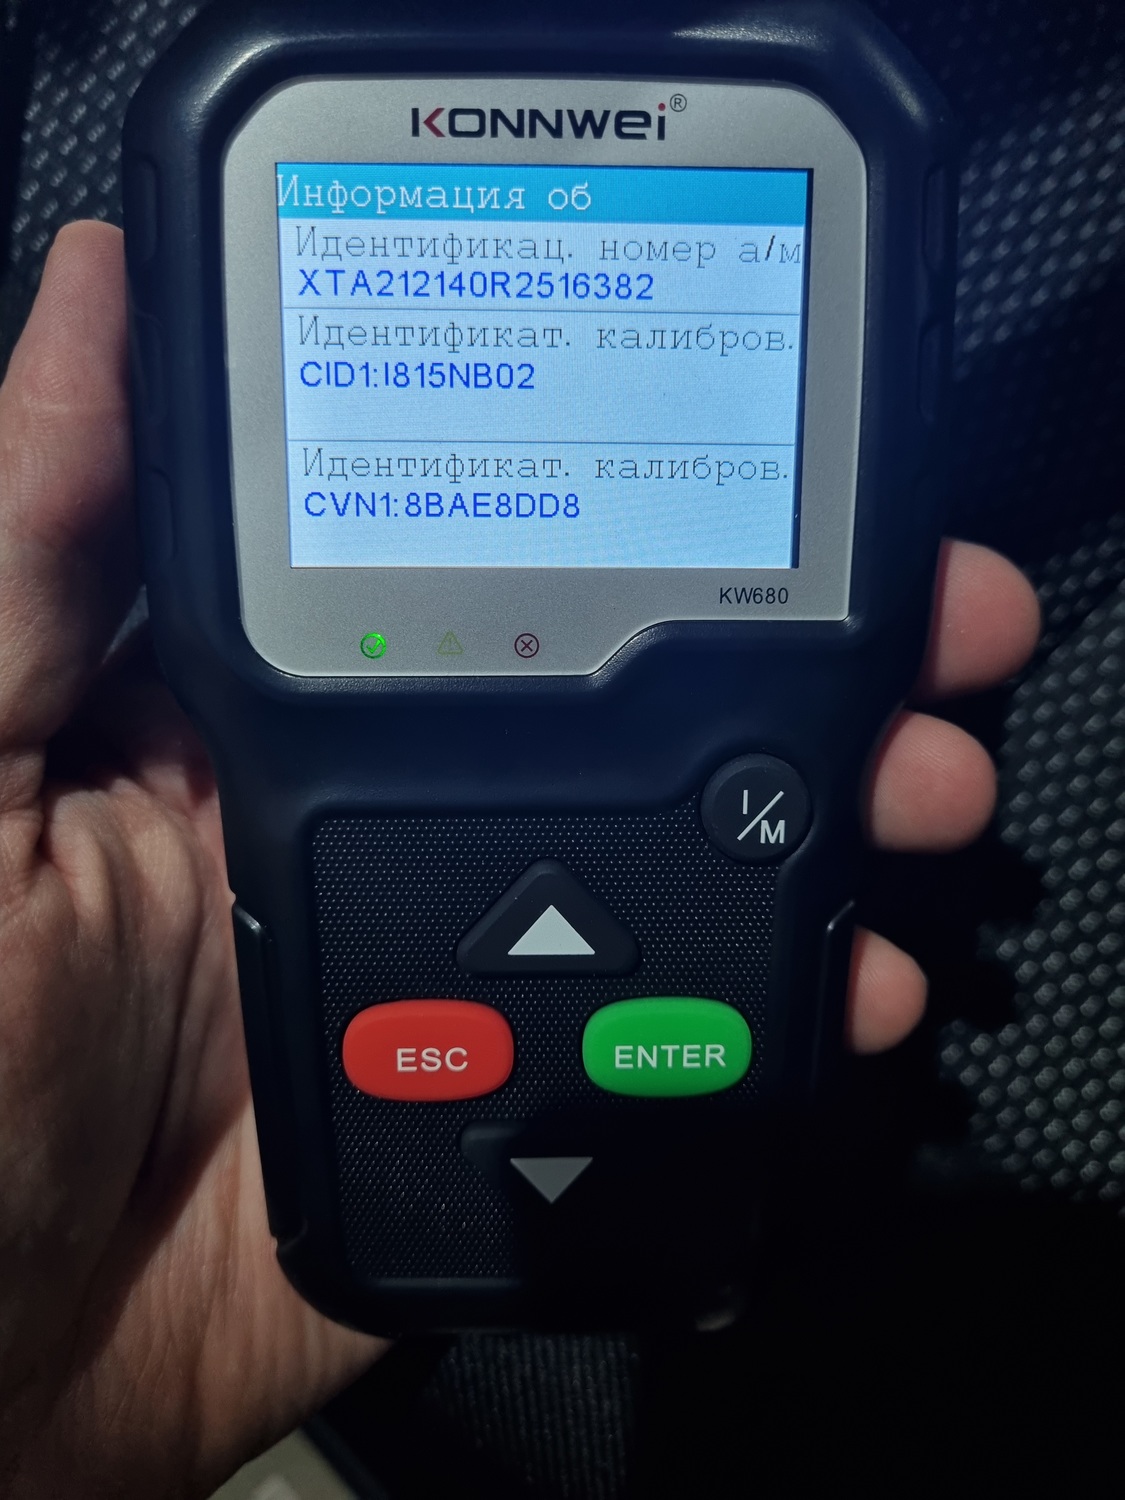 KONNWEI®
Информация об
Идентификац. номер а/м
XTA212140R2516382
Идентификат. калибров.
CID1:I815NB02
Идентификат. калибров.
CVN1:8BAE8DD8
KW680
I/M
ESC
ENTER